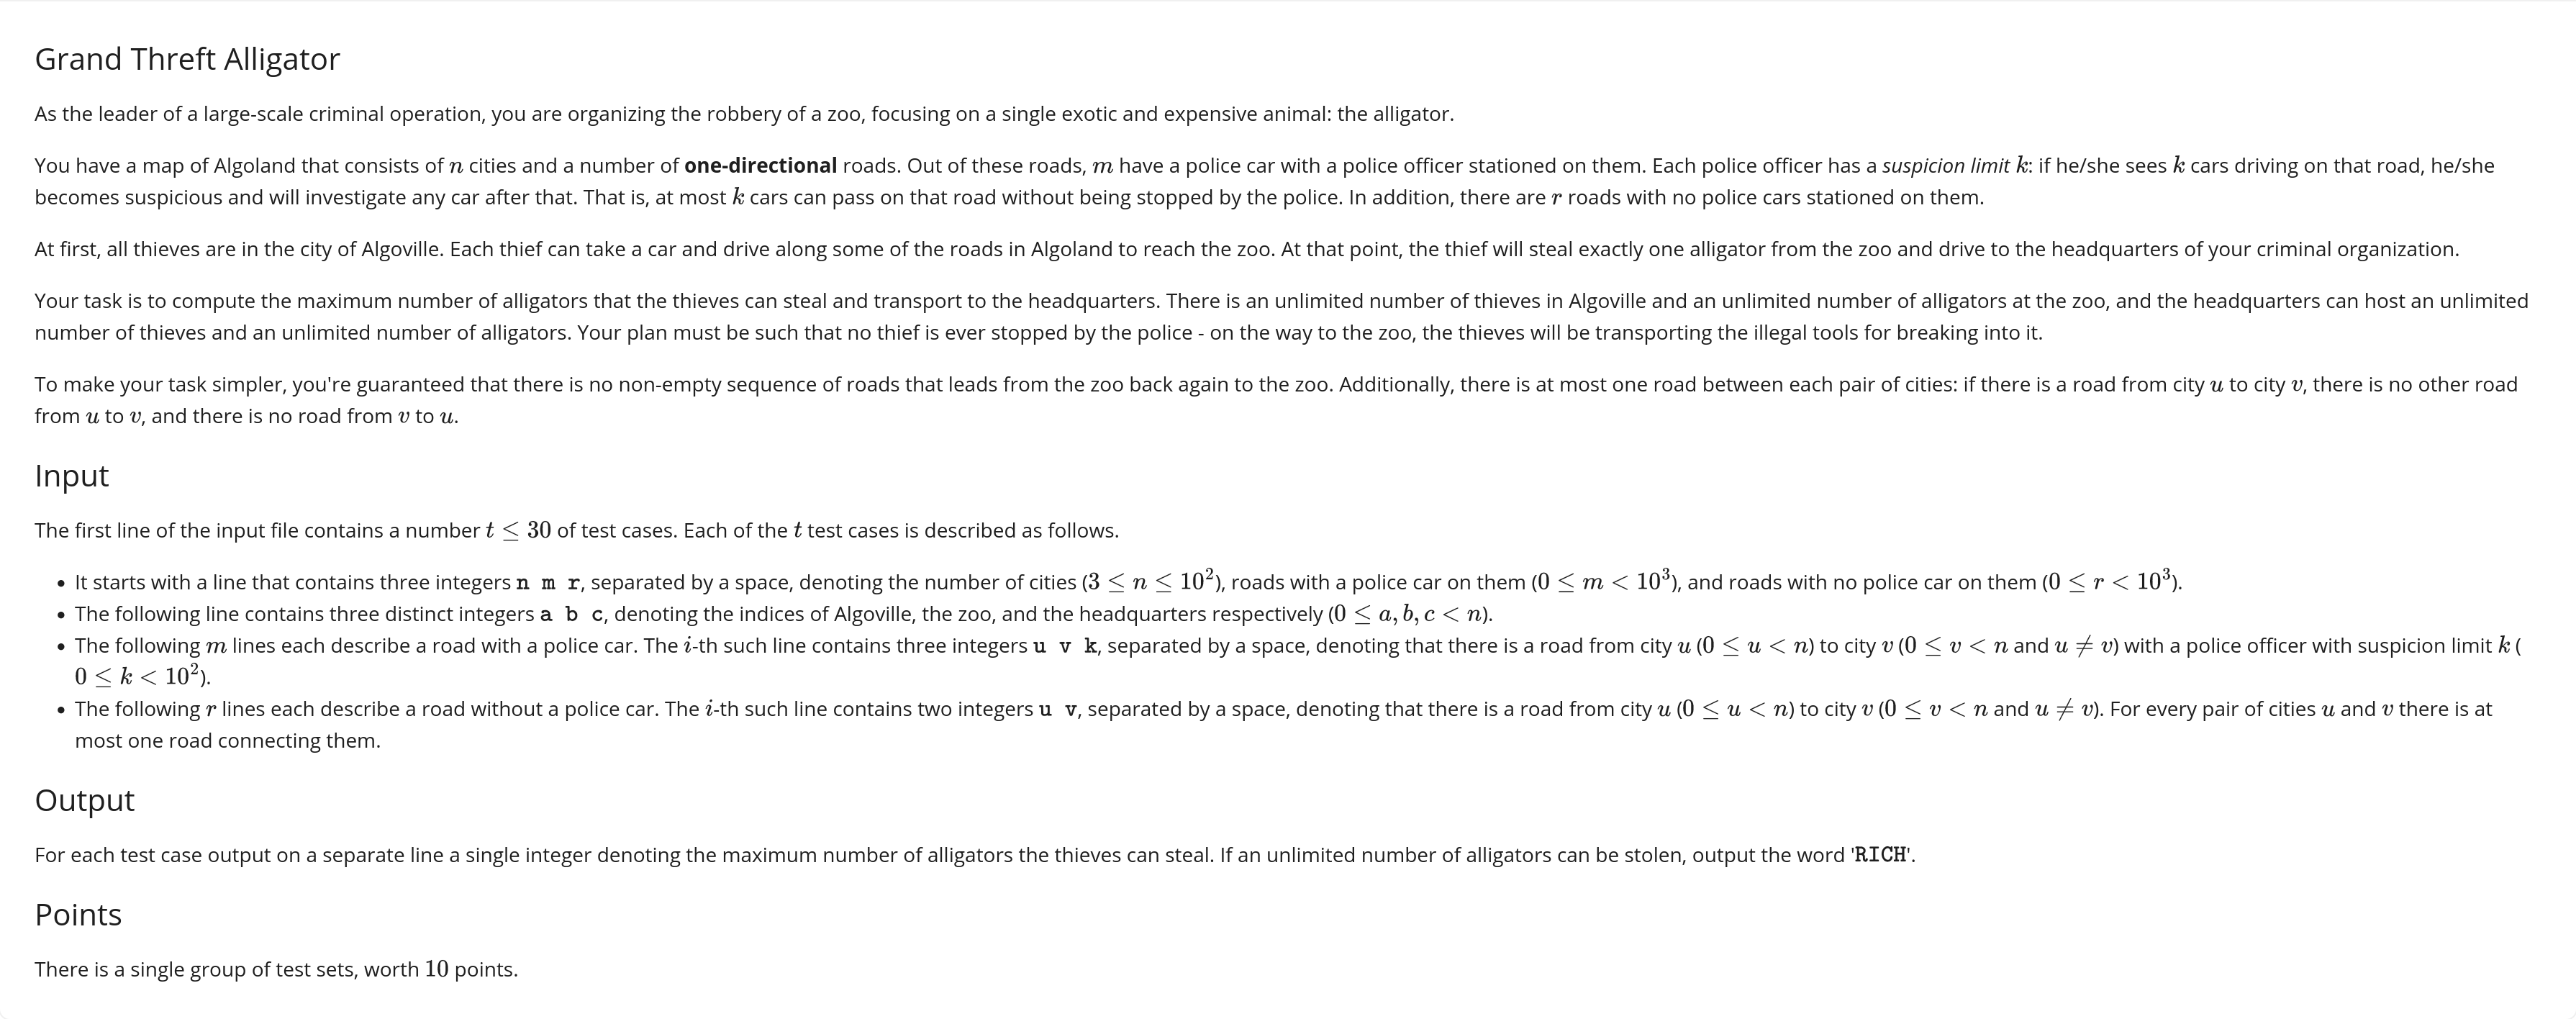 Grand Threft Alligator
As the leader of a large-scale criminal operation, you are organizing the robbery of a zoo, focusing on a single exotic and expensive animal: the alligator.
You have a map of Algoland that consists of n cities and a number of one-directional roads. Out of these roads, m have a police car with a police officer stationed on them. Each police officer has a suspicion limit k: if he/she sees k cars driving on that road, he/she
becomes suspicious and will investigate any car after that. That is, at most k cars can pass on that road without being stopped by the police. In addition, there are r roads with no police cars stationed on them.
At first, all thieves are in the city of Algoville. Each thief can take a car and drive along some of the roads in Algoland to reach the zoo. At that point, the thief will steal exactly one alligator from the zoo and drive to the headquarters of your criminal organization.
Your task is to compute the maximum number of alligators that the thieves can steal and transport to the headquarters. There is an unlimited number of thieves in Algoville and an unlimited number of alligators at the zoo, and the headquarters can host an unlimited
number of thieves and an unlimited number of alligators. Your plan must be such that no thief is ever stopped by the police - on the way to the zoo, the thieves will be transporting the illegal tools for breaking into it.
To make your task simpler, you're guaranteed that there is no non-empty sequence of roads that leads from the zoo back again to the zoo. Additionally, there is at most one road between each pair of cities: if there is a road from city u to city v, there is no other road
from u to v, and there is no road from v to u.
Input
The first line of the input file contains a number t ≤ 30 of test cases. Each of the t test cases is described as follows.
• It starts with a line that contains three integers n m r, separated by a space, denoting the number of cities (3 ≤ n ≤ 10²), roads with a police car on them (0 ≤ m < 10³), and roads with no police car on them (0 ≤ r < 10³).
• The following line contains three distinct integers a b c, denoting the indices of Algoville, the zoo, and the headquarters respectively (0 ≤ a, b, c < n).
• The following m lines each describe a road with a police car. The i-th such line contains three integers u v k, separated by a space, denoting that there is a road from city u (0 ≤ u < n) to city v (0 ≤ v < n and u ≠ v) with a police officer with suspicion limit k (
0 ≤ k < 10²).
• The following r lines each describe a road without a police car. The i-th such line contains two integers u v, separated by a space, denoting that there is a road from city u (0 ≤ u < n) to city v (0 ≤ v < n and u ≠ v). For every pair of cities u and v there is at
most one road connecting them.
Output
For each test case output on a separate line a single integer denoting the maximum number of alligators the thieves can steal. If an unlimited number of alligators can be stolen, output the word 'RICH'.
Points
There is a single group of test sets, worth 10 points.